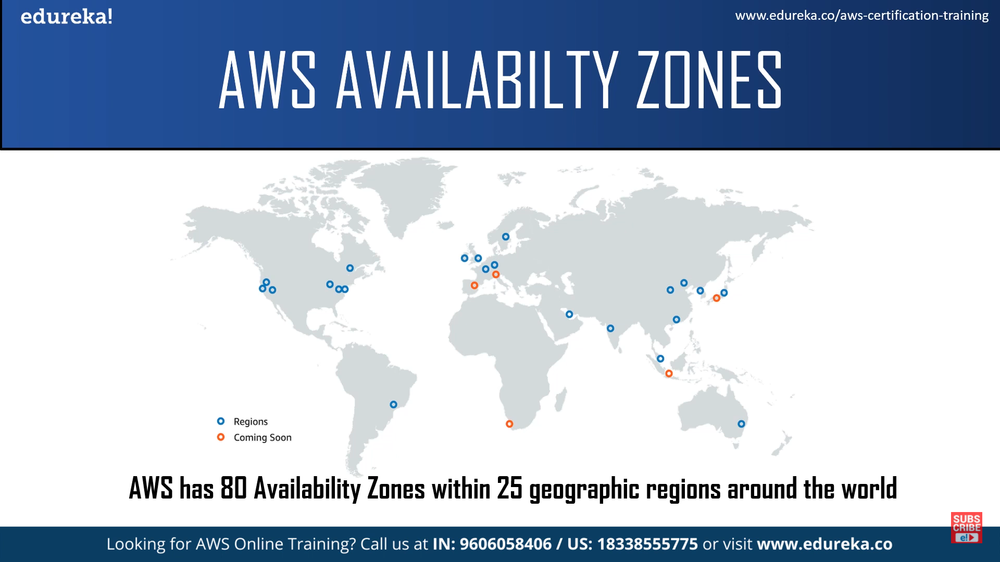 edureka!
www.edureka.co/aws-certification-training
AWS AVAILABILTY ZONES
Regions
Coming Soon
AWS has 80 Availability Zones within 25 geographic regions around the world
SUBS
CRIBE
e!
Looking for AWS Online Training? Call us at IN: 9606058406 / US: 18338555775 or visit www.edureka.co